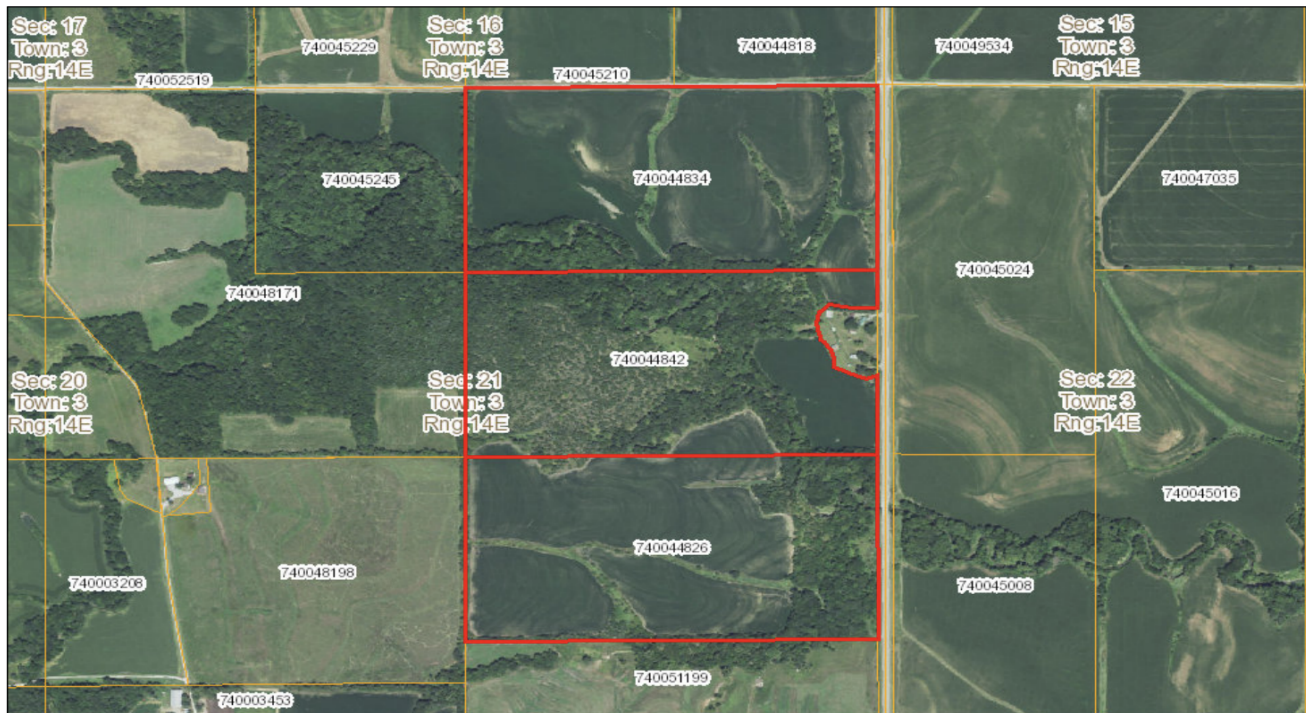 Sec: 17
Town: 3
Rng:14E
740045229
Sec: 16
Town: 3
Rng:14E
740044818
740049534
Sec: 15
Town: 3
Rng:14E
740052519
740045210
740045245
740044834
740047035
740048171
740045024
740044842
Sec: 20
Town: 3
Rng:14E
Sec: 21
Town: 3
Rng:14E
Sec: 22
Town: 3
Rng:14E
740045016
740044826
740003208
740048198
740045008
740051199
740003453